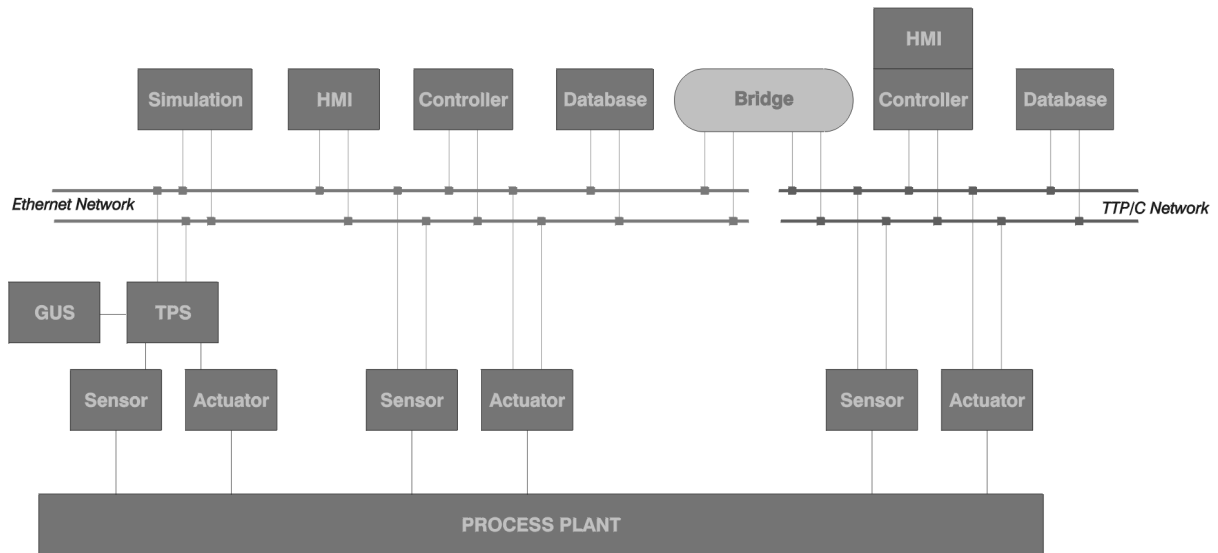 HMI
Simulation
HMI
Controller
Database
Bridge
Controller
Database
Ethernet Network
TTP/C Network
GUS
TPS
Sensor
Actuator
Sensor
Actuator
Sensor
Actuator
PROCESS PLANT